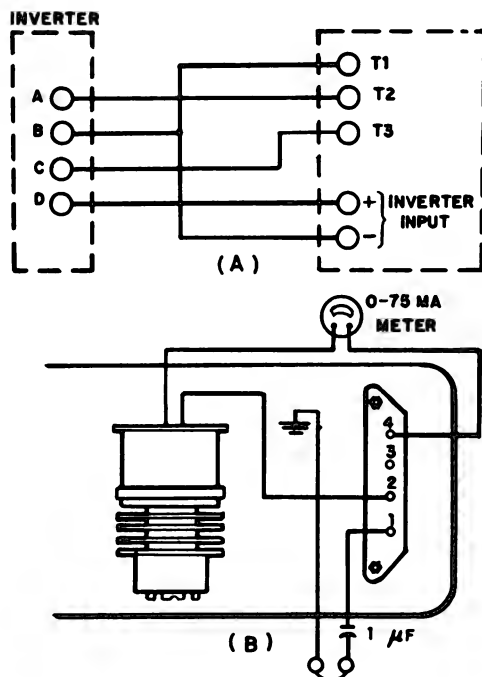 INVERTER
A
B
C
D
T1
T2
T3
+
-
INVERTER
INPUT
(A)
0-75 MA
METER
4
3
2
1
1 μF
(B)